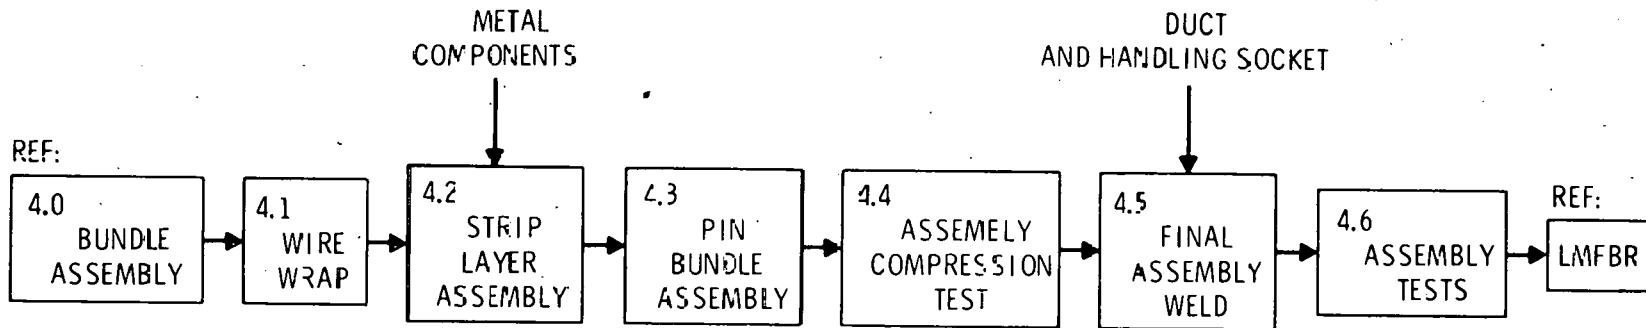 METAL
COMPONENTS
DUCT
AND HANDLING SOCKET
REF:
4.0
BUNDLE
ASSEMBLY
4.1
WIRE
WRAP
4.2
STRIP
LAYER
ASSEMBLY
4.3
PIN
BUNDLE
ASSEMBLY
4.4
ASSEMELY
COMPRESSION
TEST
4.5
FINAL
ASSEMBLY
WELD
4.6
ASSEMBLY
TESTS
REF:
LMFBR